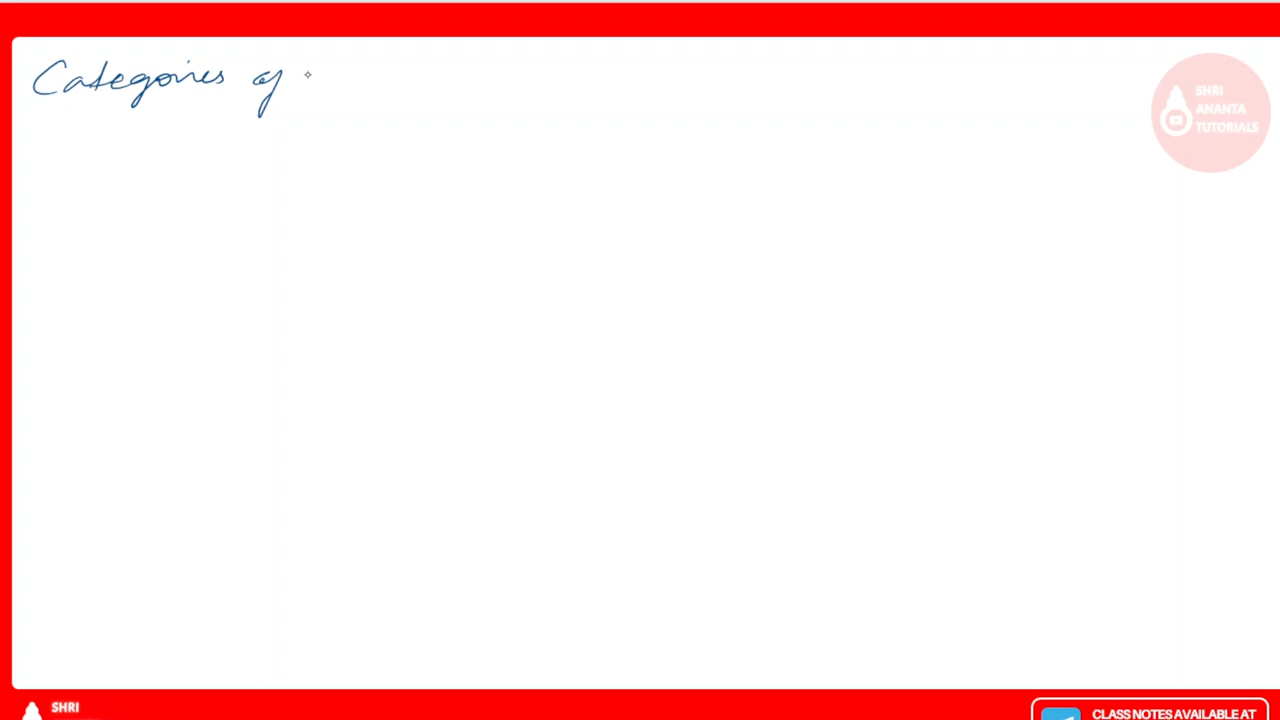 Categories of
SHRI
ANANTA
TUTORIALS
SHRI
CLASS NOTES AVAILABLE AT